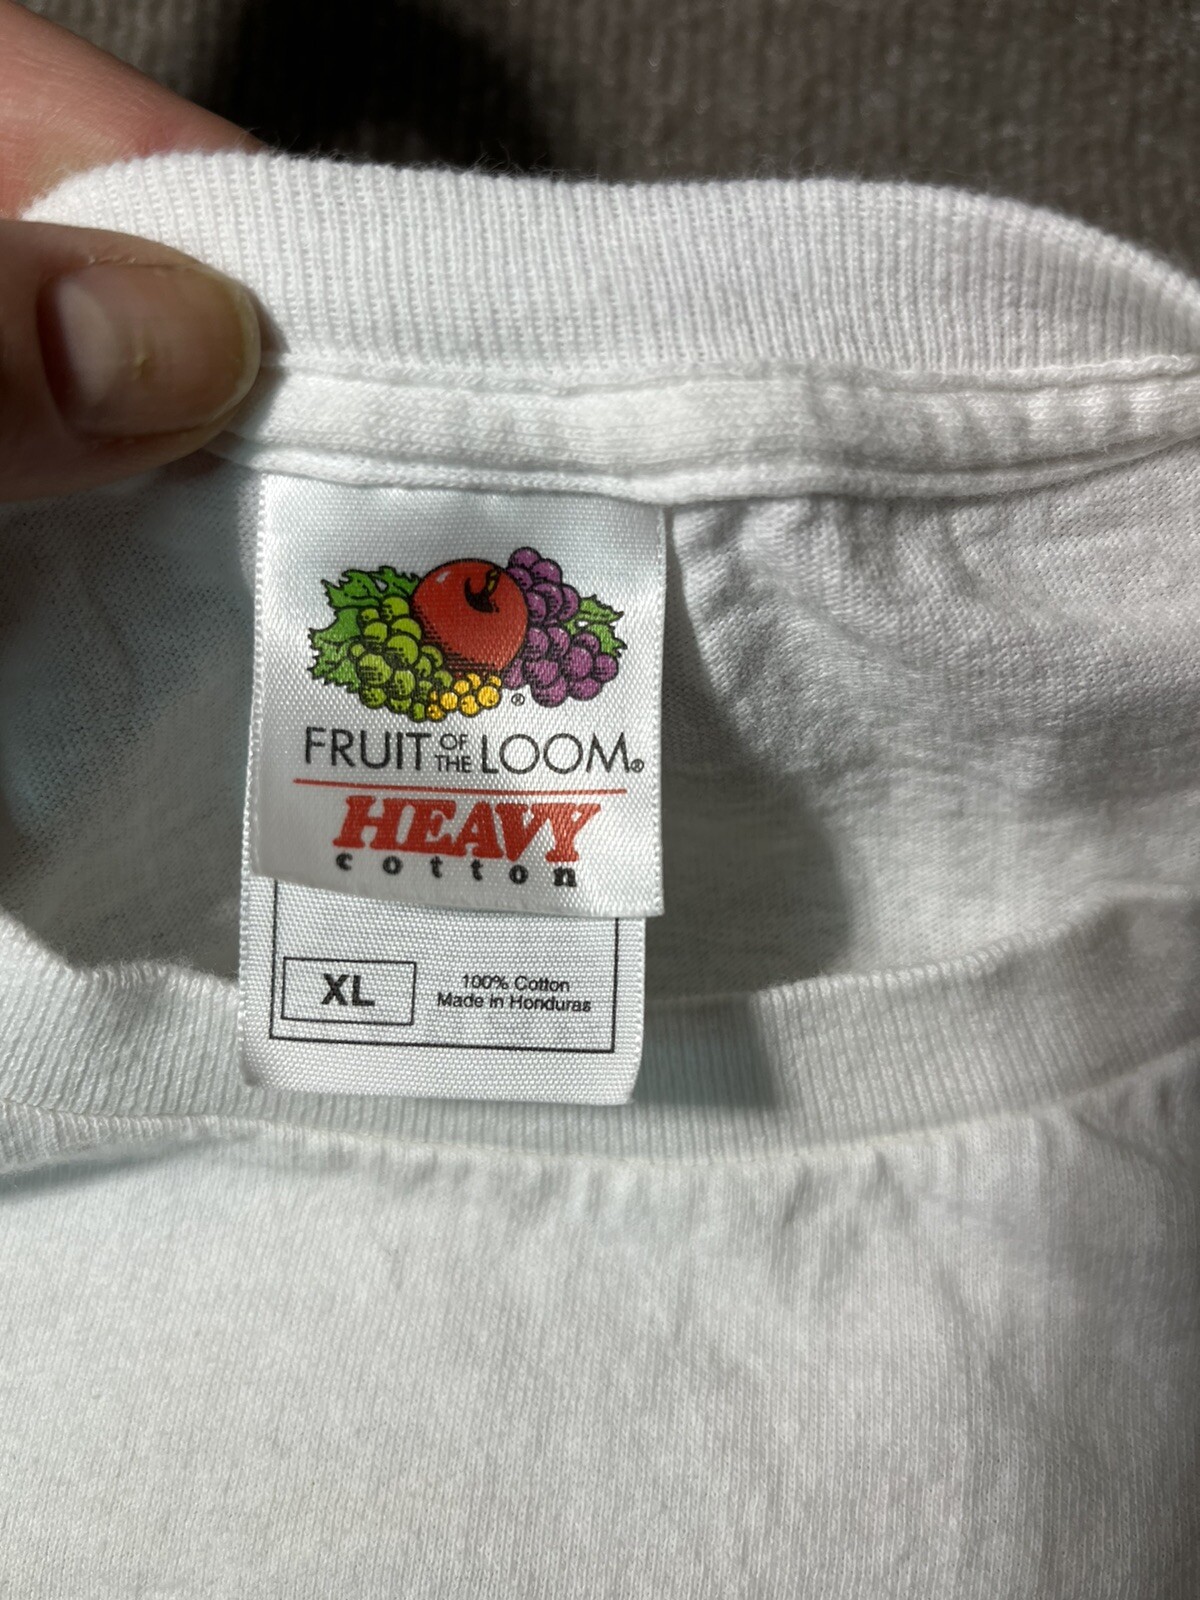 ®
FRUIT OF THE LOOM®
HEAVY
cotton
XL
100% Cotton
Made in Honduras